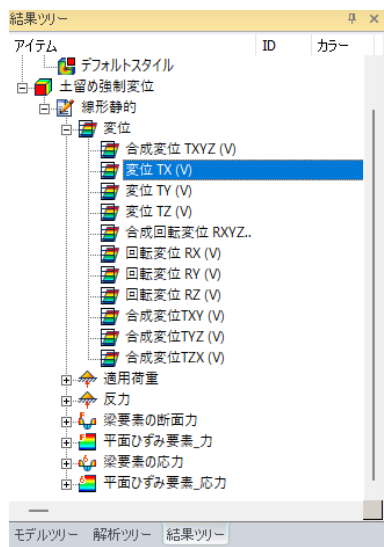 結果ツリー
アイテム ID カラー
デフォルトスタイル
土留め強制変位
線形静的
変位
合成変位 TXYZ (V)
変位 TX (V)
変位 TY (V)
変位 TZ (V)
合成回転変位 RXYZ..
回転変位 RX (V)
回転変位 RY (V)
回転変位 RZ (V)
合成変位TXY (V)
合成変位TYZ (V)
合成変位TZX (V)
適用荷重
反力
梁要素の断面力
平面ひずみ要素_力
梁要素の応力
平面ひずみ要素_応力
モデルツリー 解析ツリー 結果ツリー